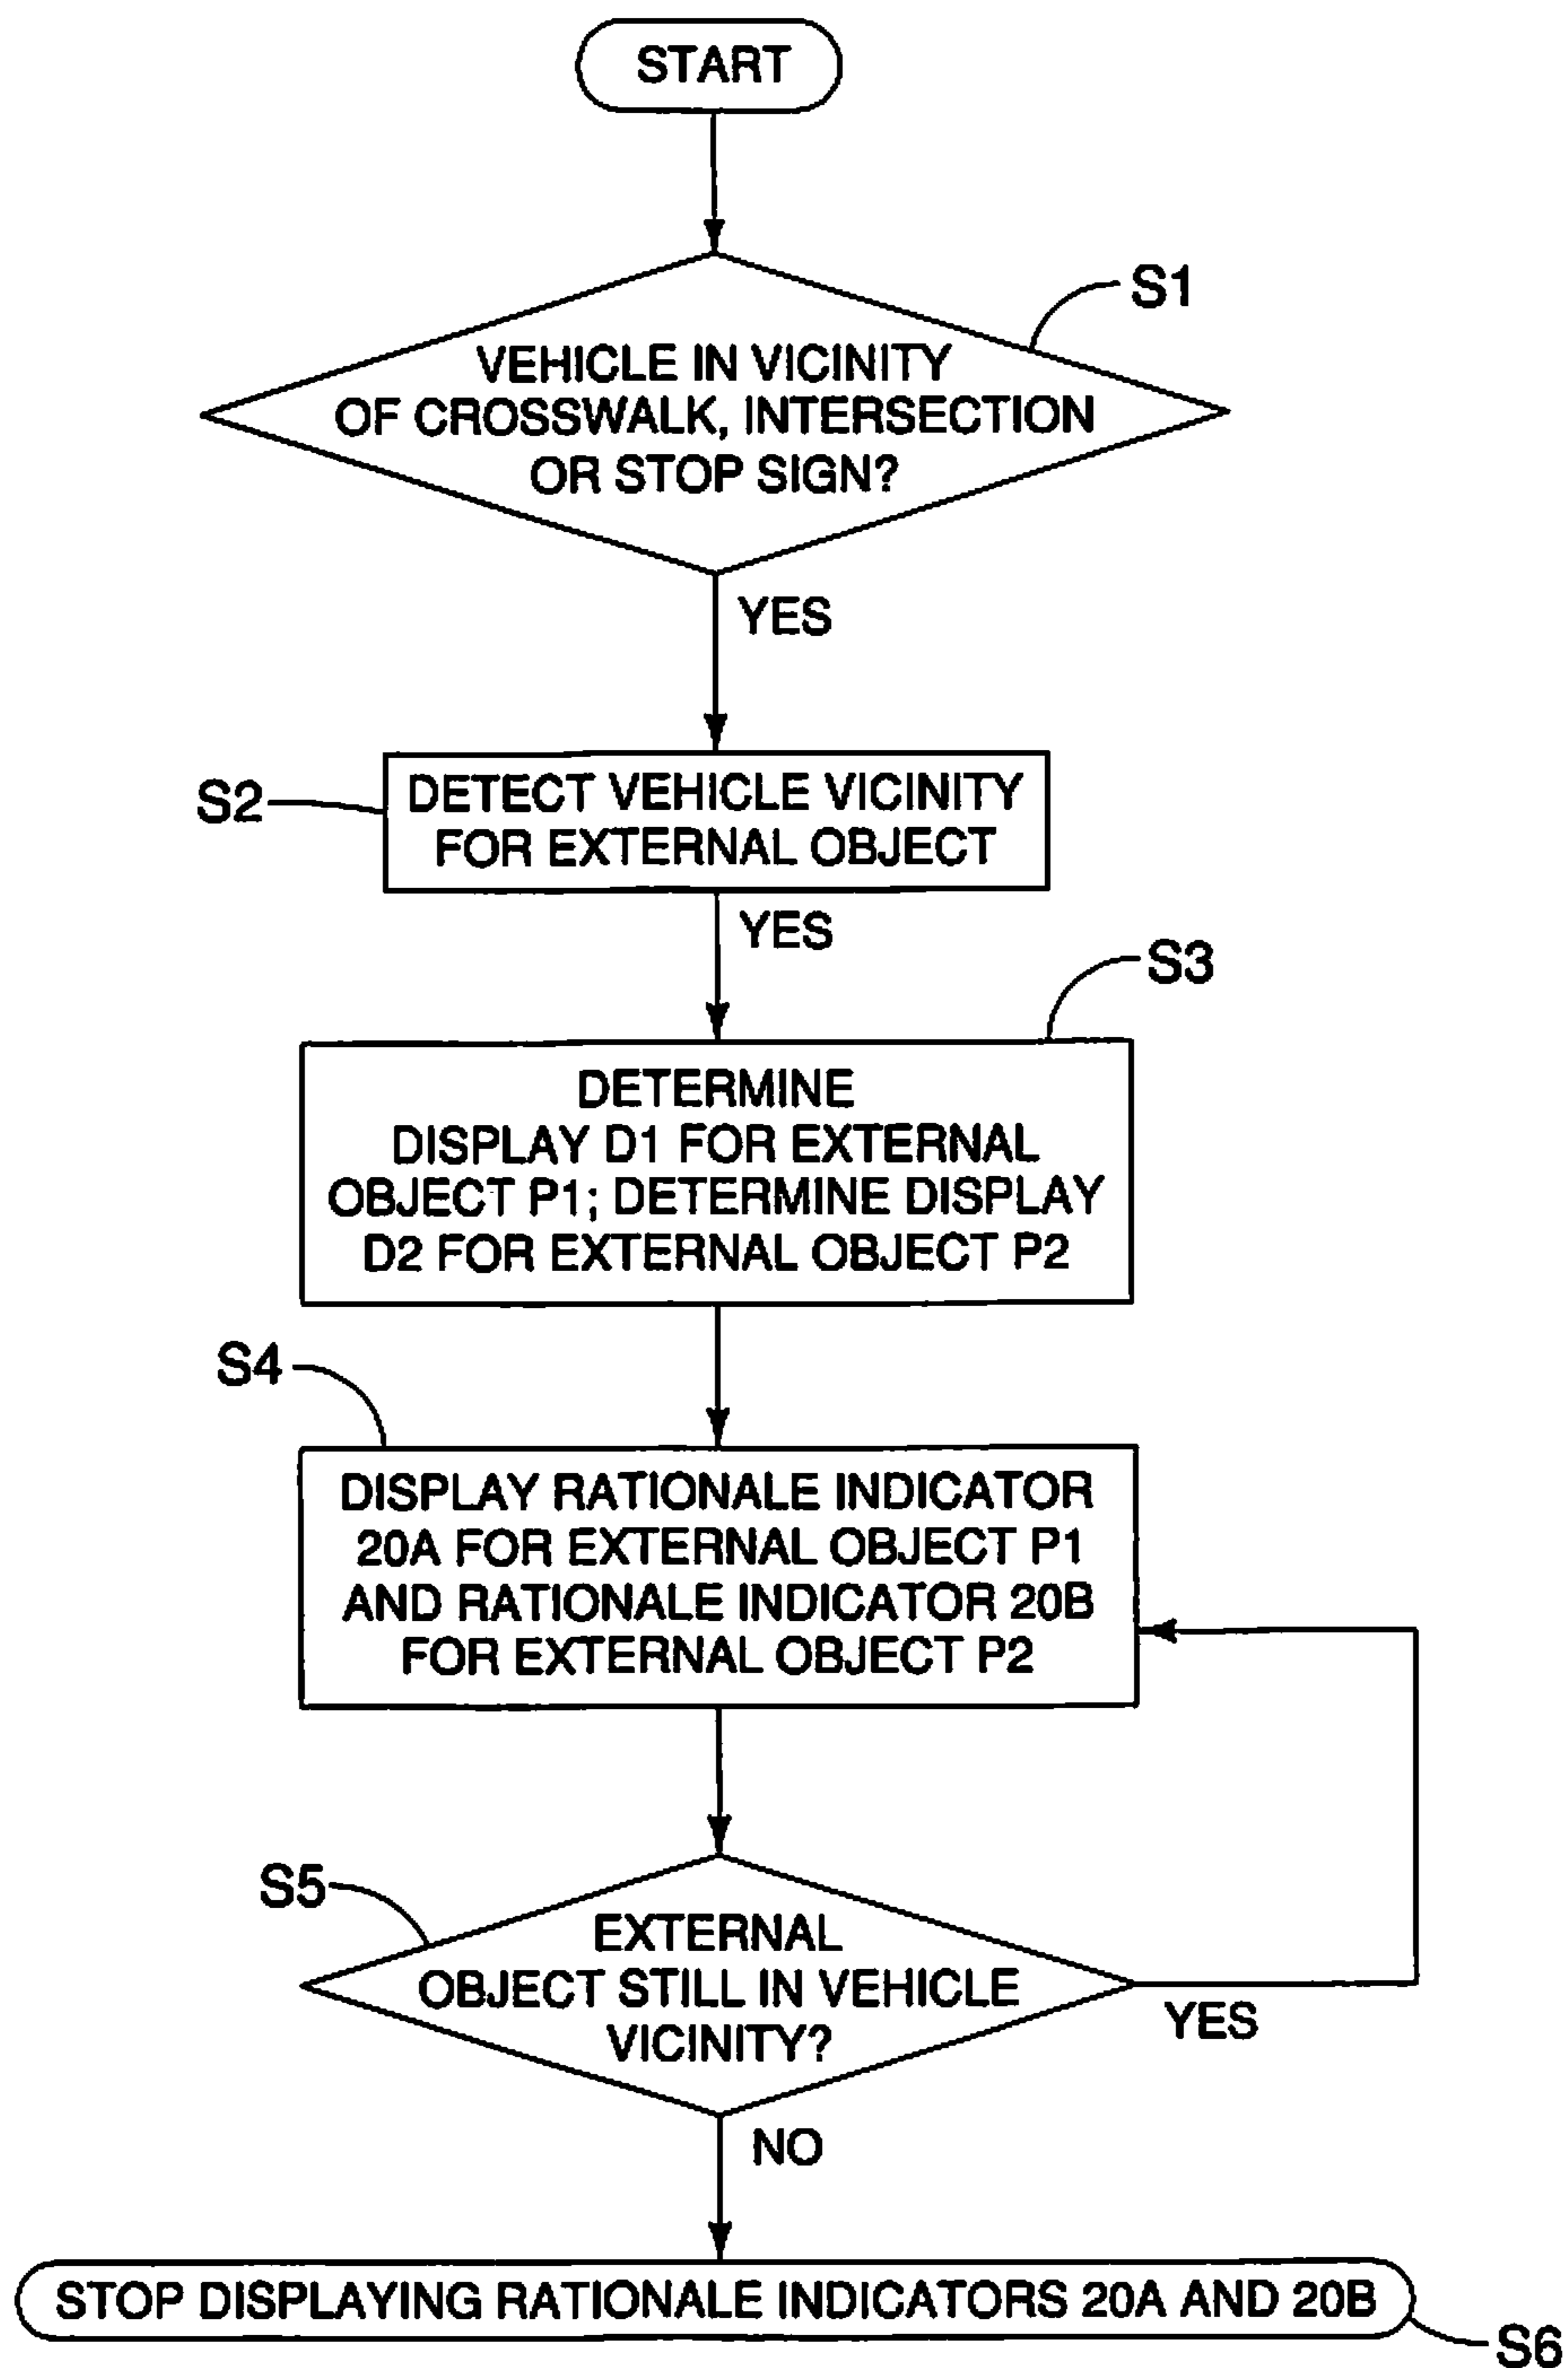 START
S1
VEHICLE IN VICINITY
OF CROSSWALK, INTERSECTION
OR STOP SIGN?
YES
S2
DETECT VEHICLE VICINITY
FOR EXTERNAL OBJECT
YES
S3
DETERMINE
DISPLAY D1 FOR EXTERNAL
OBJECT P1; DETERMINE DISPLAY
D2 FOR EXTERNAL OBJECT P2
S4
DISPLAY RATIONALE INDICATOR
20A FOR EXTERNAL OBJECT P1
AND RATIONALE INDICATOR 20B
FOR EXTERNAL OBJECT P2
S5
EXTERNAL
OBJECT STILL IN VEHICLE
VICINITY?
YES
NO
STOP DISPLAYING RATIONALE INDICATORS 20A AND 20B
S6